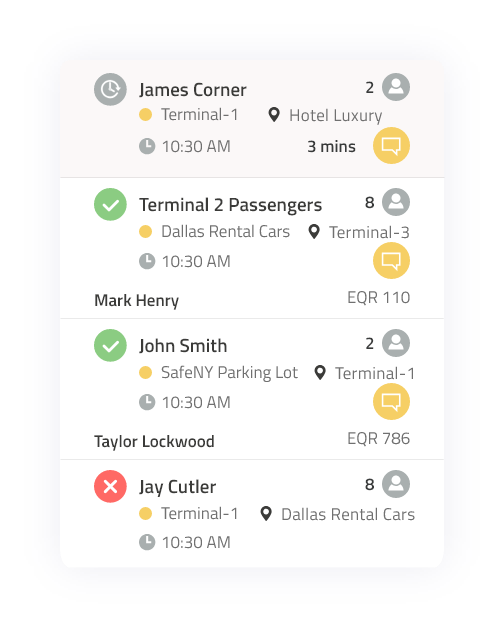 James Corner 2
Terminal-1 Hotel Luxury
10:30 AM 3 mins
Terminal 2 Passengers 8
Dallas Rental Cars Terminal-3
10:30 AM
Mark Henry EQR 110
John Smith 2
SafeNY Parking Lot Terminal-1
10:30 AM
Taylor Lockwood EQR 786
Jay Cutler 8
Terminal-1 Dallas Rental Cars
10:30 AM